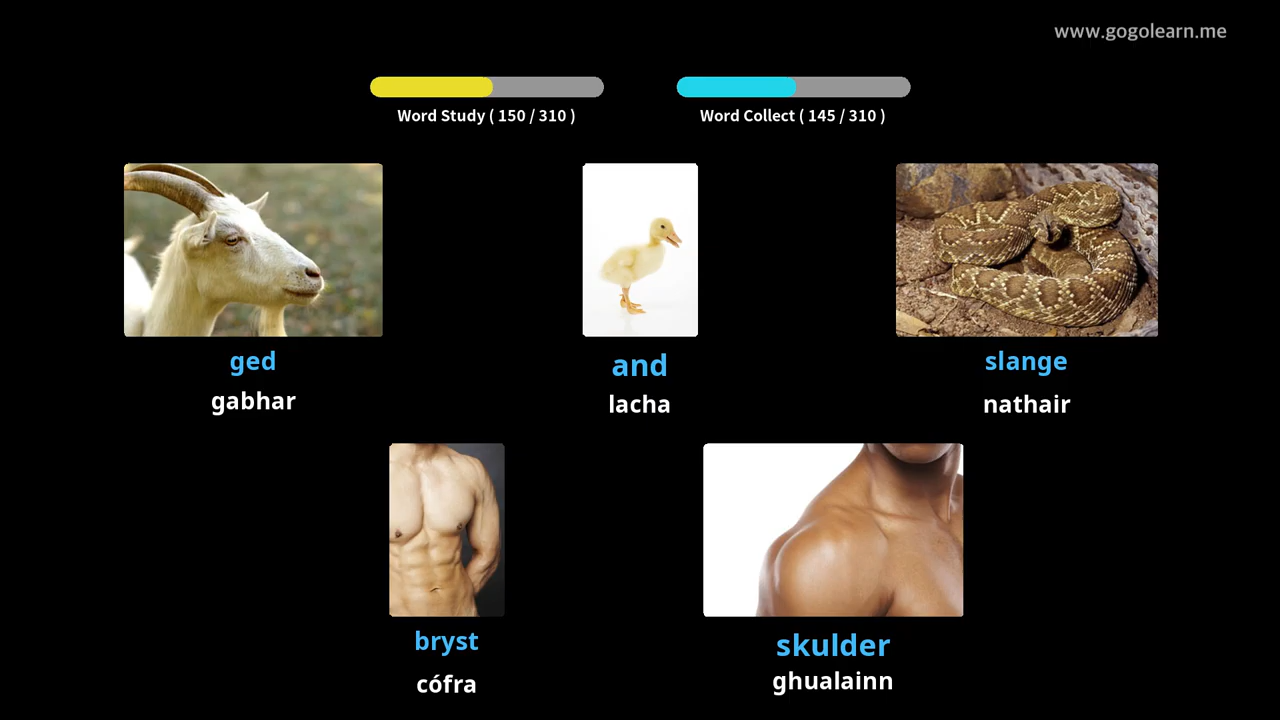 www.gogolearn.me
Word Study ( 150 / 310 )
Word Collect ( 145 / 310 )
ged
gabhar
and
lacha
slange
nathair
bryst
cófra
skulder
ghualainn